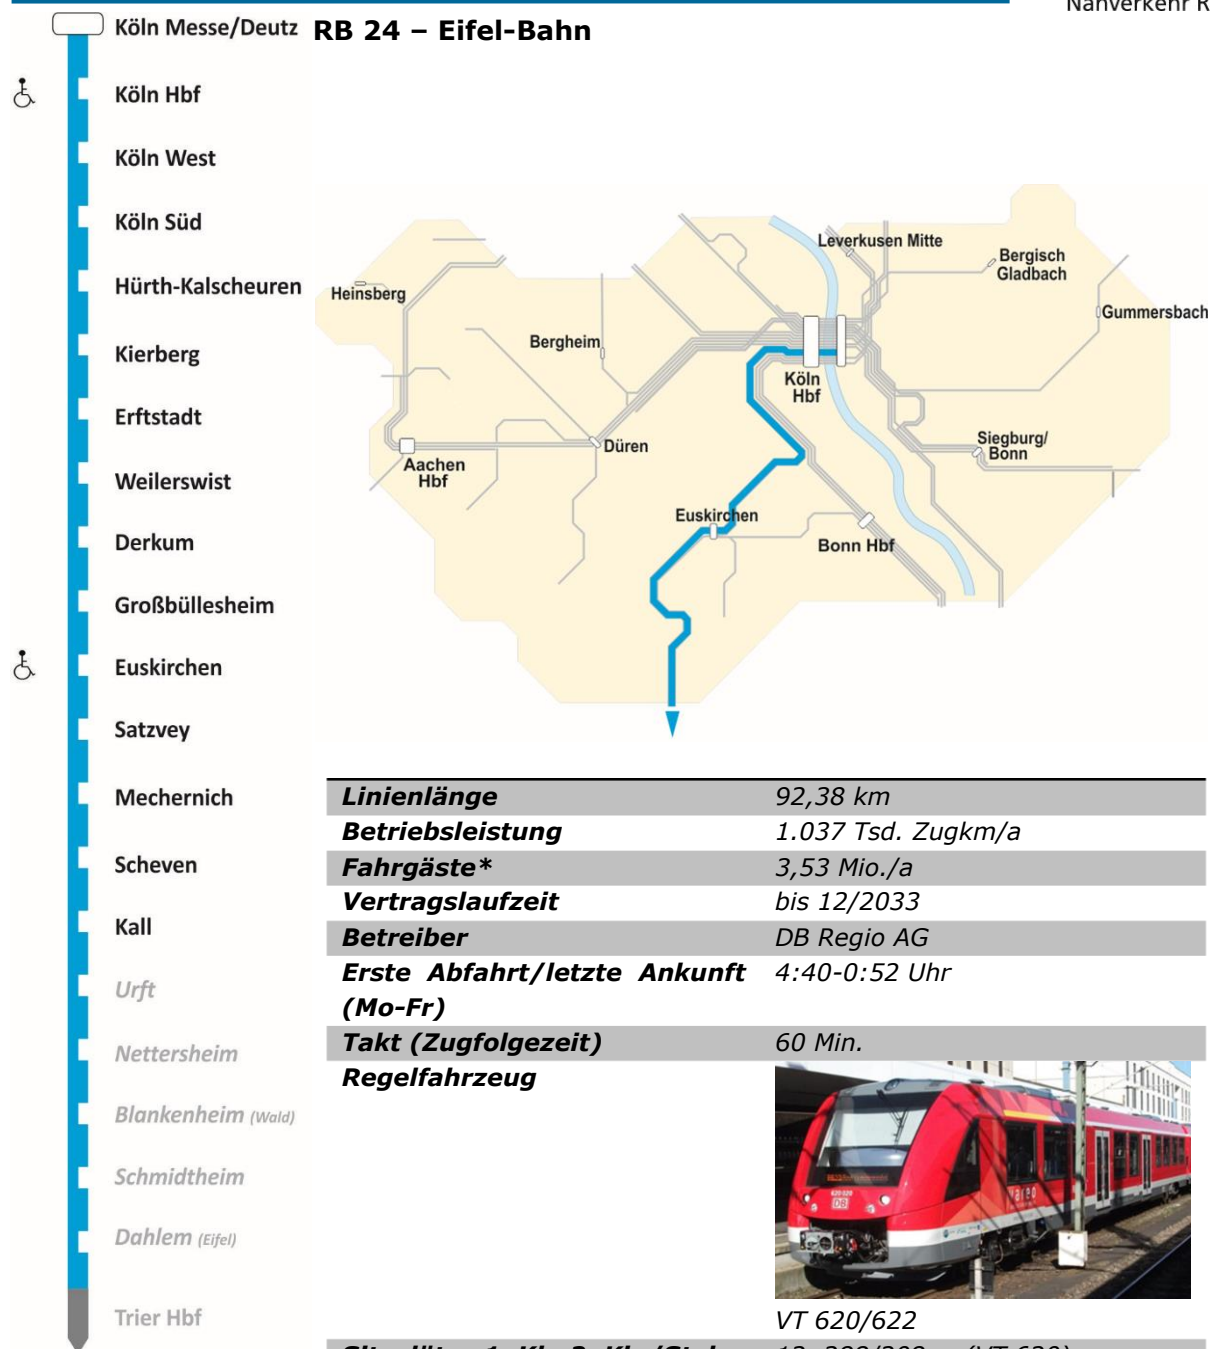 Nahverkehr R
Köln Messe/Deutz
RB 24 – Eifel-Bahn
Köln Hbf
Köln West
Köln Süd
Hürth-Kalscheuren
Kierberg
Erftstadt
Weilerswist
Derkum
Großbüllesheim
Euskirchen
Satzvey
Mechernich
Scheven
Kall
Urft
Nettersheim
Blankenheim (Wald)
Schmidtheim
Dahlem (Eifel)
Trier Hbf
Leverkusen Mitte
Bergisch
Gladbach
Heinsberg
Gummersbach
Bergheim
Köln
Hbf
Düren
Siegburg/
Bonn
Aachen
Hbf
Euskirchen
Bonn Hbf
Linienlänge 92,38 km
Betriebsleistung 1.037 Tsd. Zugkm/a
Fahrgäste* 3,53 Mio./a
Vertragslaufzeit bis 12/2033
Betreiber DB Regio AG
Erste Abfahrt/letzte Ankunft 4:40-0:52 Uhr
(Mo-Fr)
Takt (Zugfolgezeit) 60 Min.
Regelfahrzeug
620 020
DB
vareo
VT 620/622